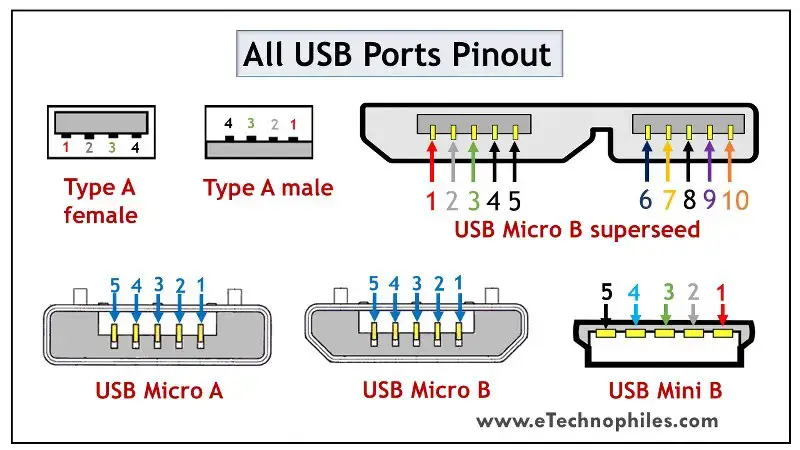 All USB Ports Pinout
1 2 3 4
Type A
female
4 3 2 1
Type A male
1 2 3 4 5 6 7 8 9 10
USB Micro B superseed
5 4 3 2 1
USB Micro A
5 4 3 2 1
USB Micro B
5 4 3 2 1
USB Mini B
www.eTechnophiles.com